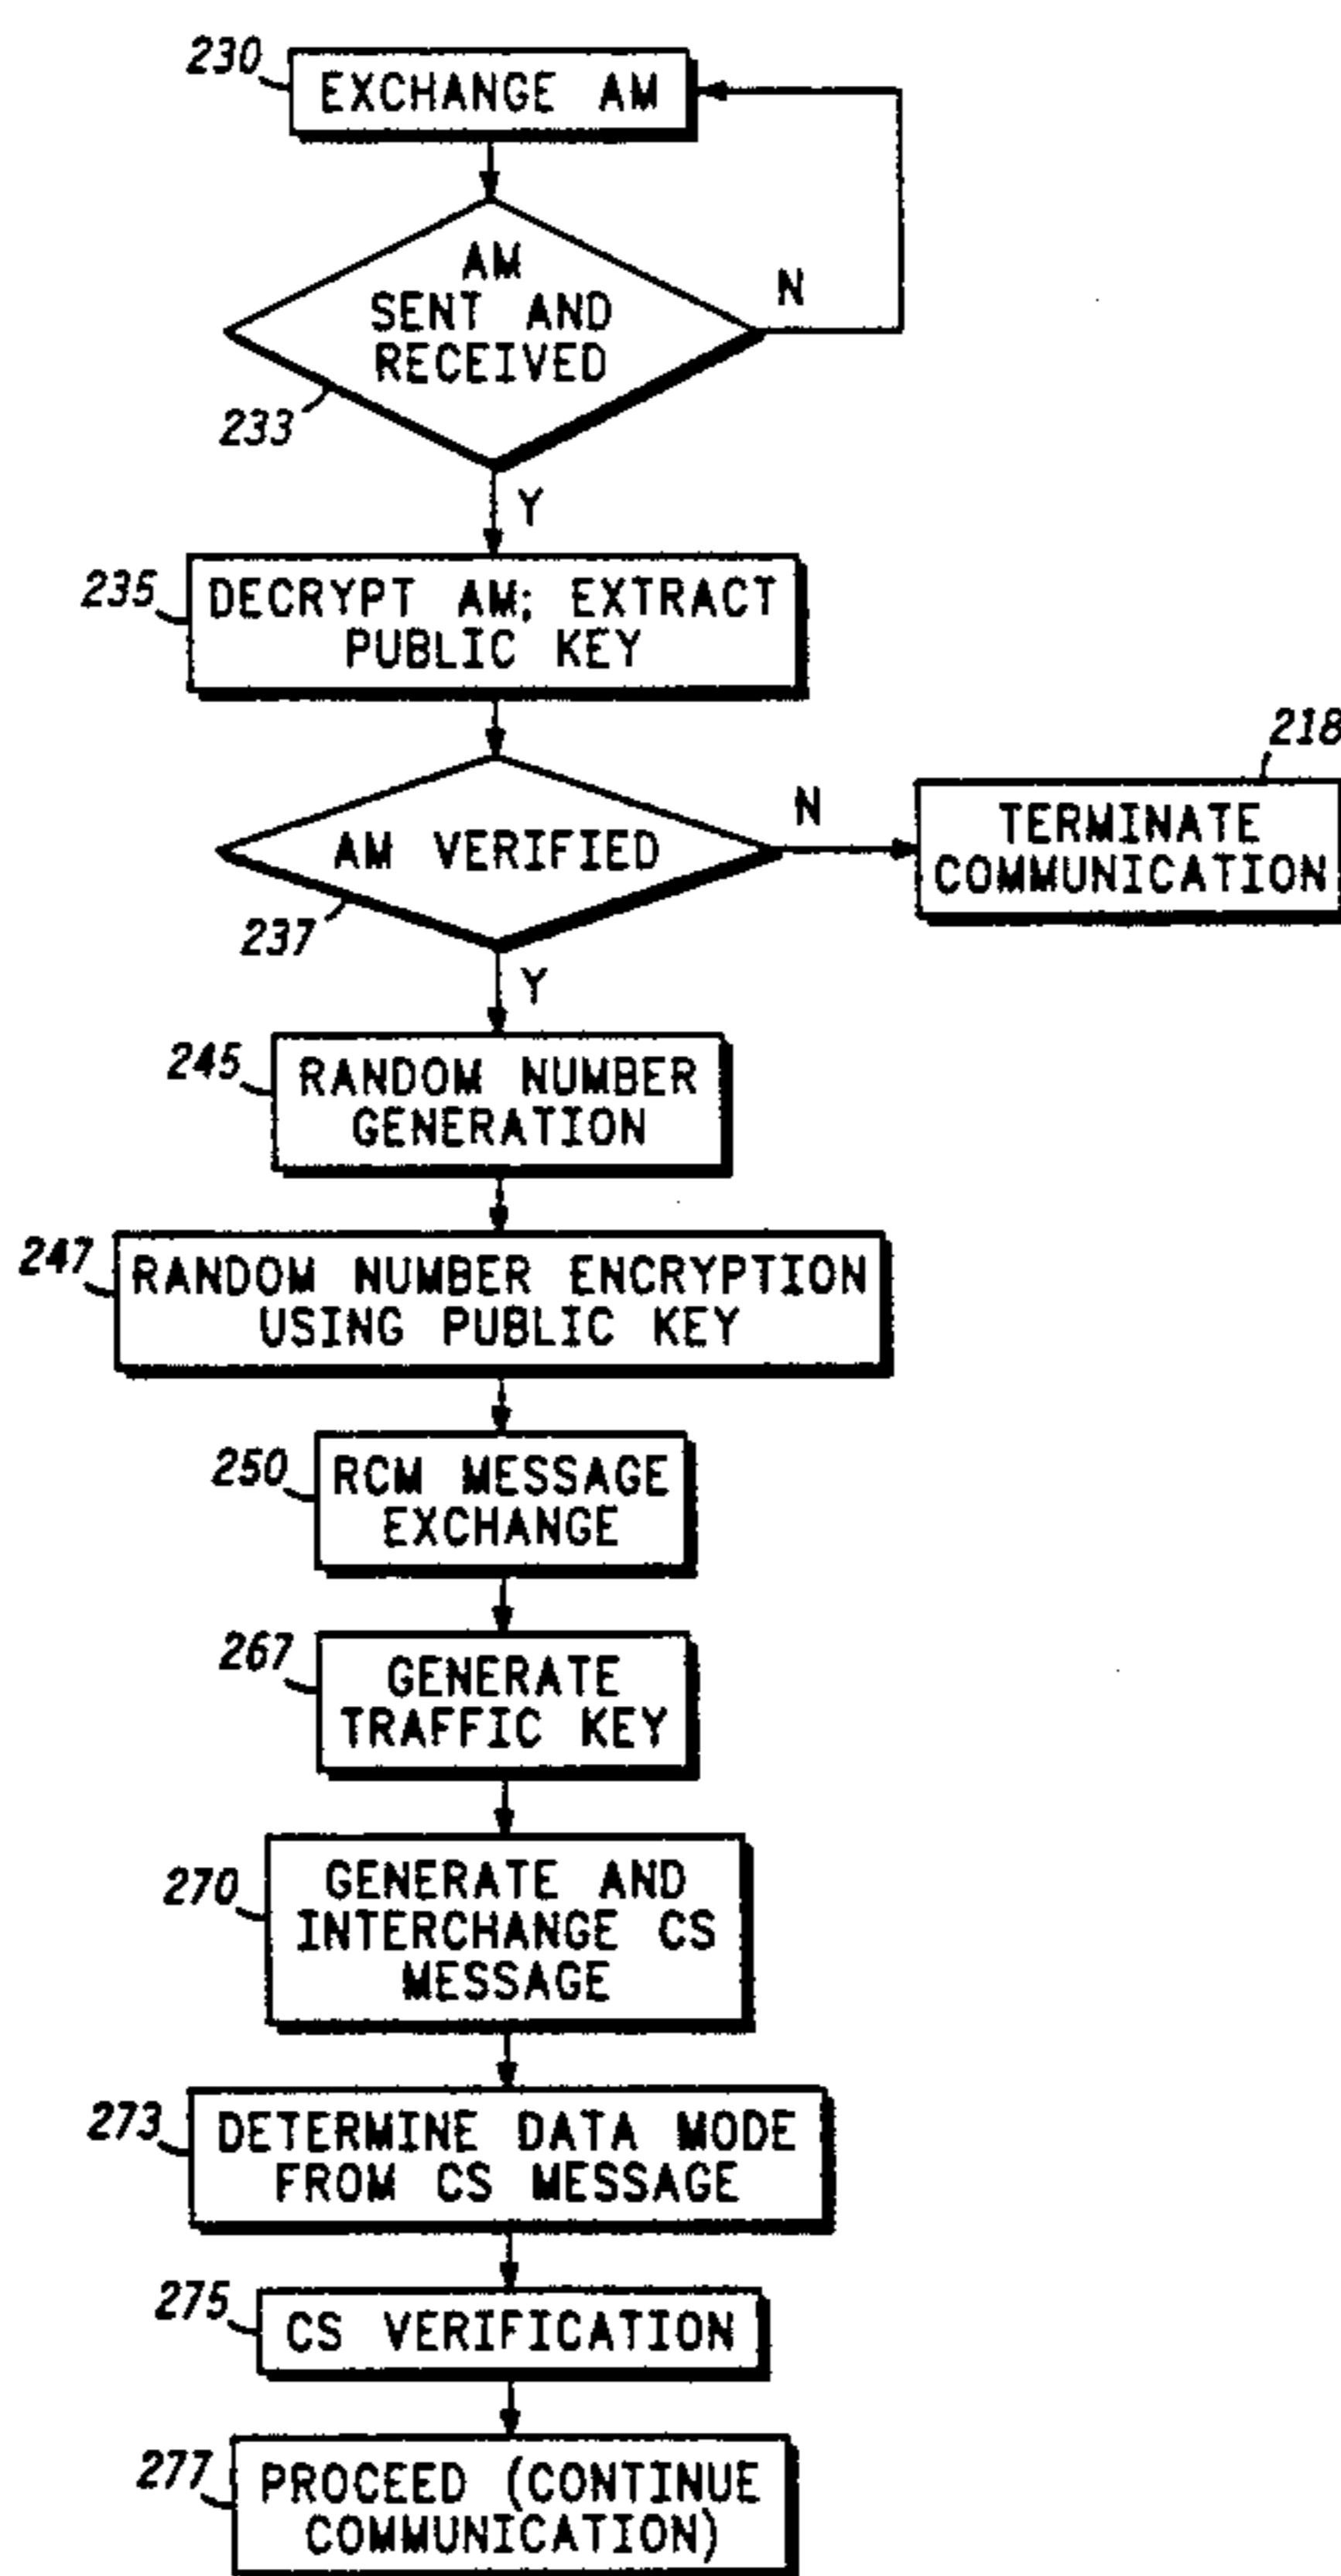 230
EXCHANGE AM
AM
SENT AND
RECEIVED
N
233
Y
235
DECRYPT AM; EXTRACT
PUBLIC KEY
218
AM VERIFIED
N
TERMINATE
COMMUNICATION
237
Y
245
RANDOM NUMBER
GENERATION
247
RANDOM NUMBER ENCRYPTION
USING PUBLIC KEY
250
RCM MESSAGE
EXCHANGE
267
GENERATE
TRAFFIC KEY
270
GENERATE AND
INTERCHANGE CS
MESSAGE
273
DETERMINE DATA MODE
FROM CS MESSAGE
275
CS VERIFICATION
277
PROCEED (CONTINUE
COMMUNICATION)